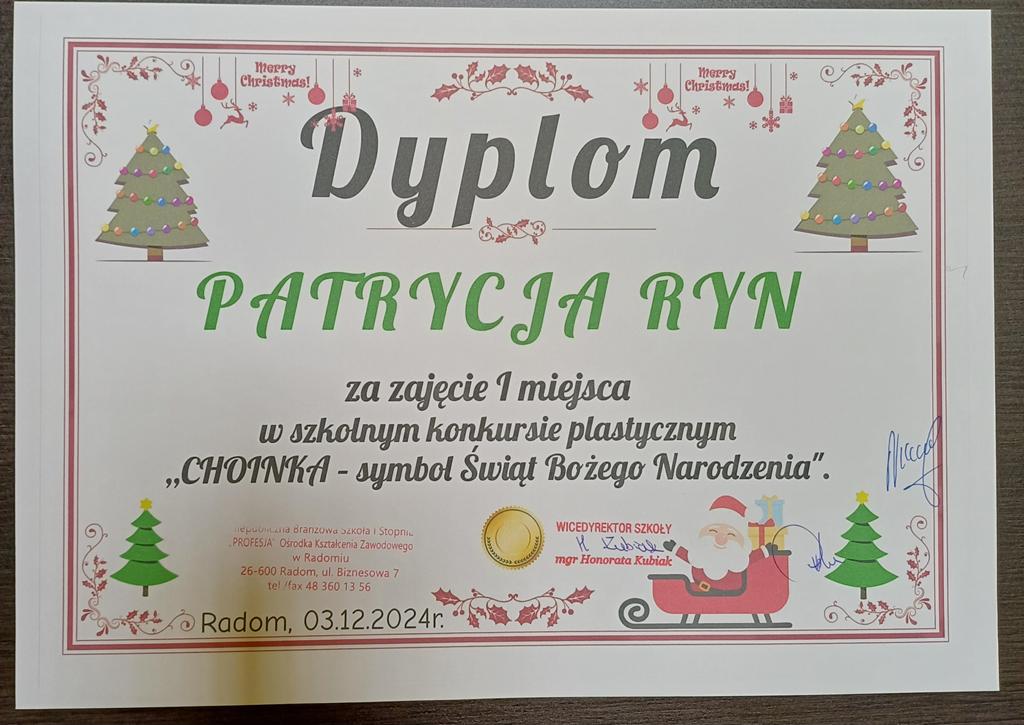 Merry
Christmas!
Merry
Christmas!
Dyplom
PATRYCJA RYN
za zajęcie I miejsca
w szkolnym konkursie plastycznym
„CHOINKA – symbol Świąt Bożego Narodzenia".
Branżowa Szkoła I Stopnia
„PROFESJA" Ośrodka Kształcenia Zawodowego
w Radomiu
26-600 Radom, ul. Biznesowa 7
tel /fax 48 360 13 56
WICEDYREKTOR SZKOŁY
mgr Honorata Kubiak
Radom, 03.12.2024r.